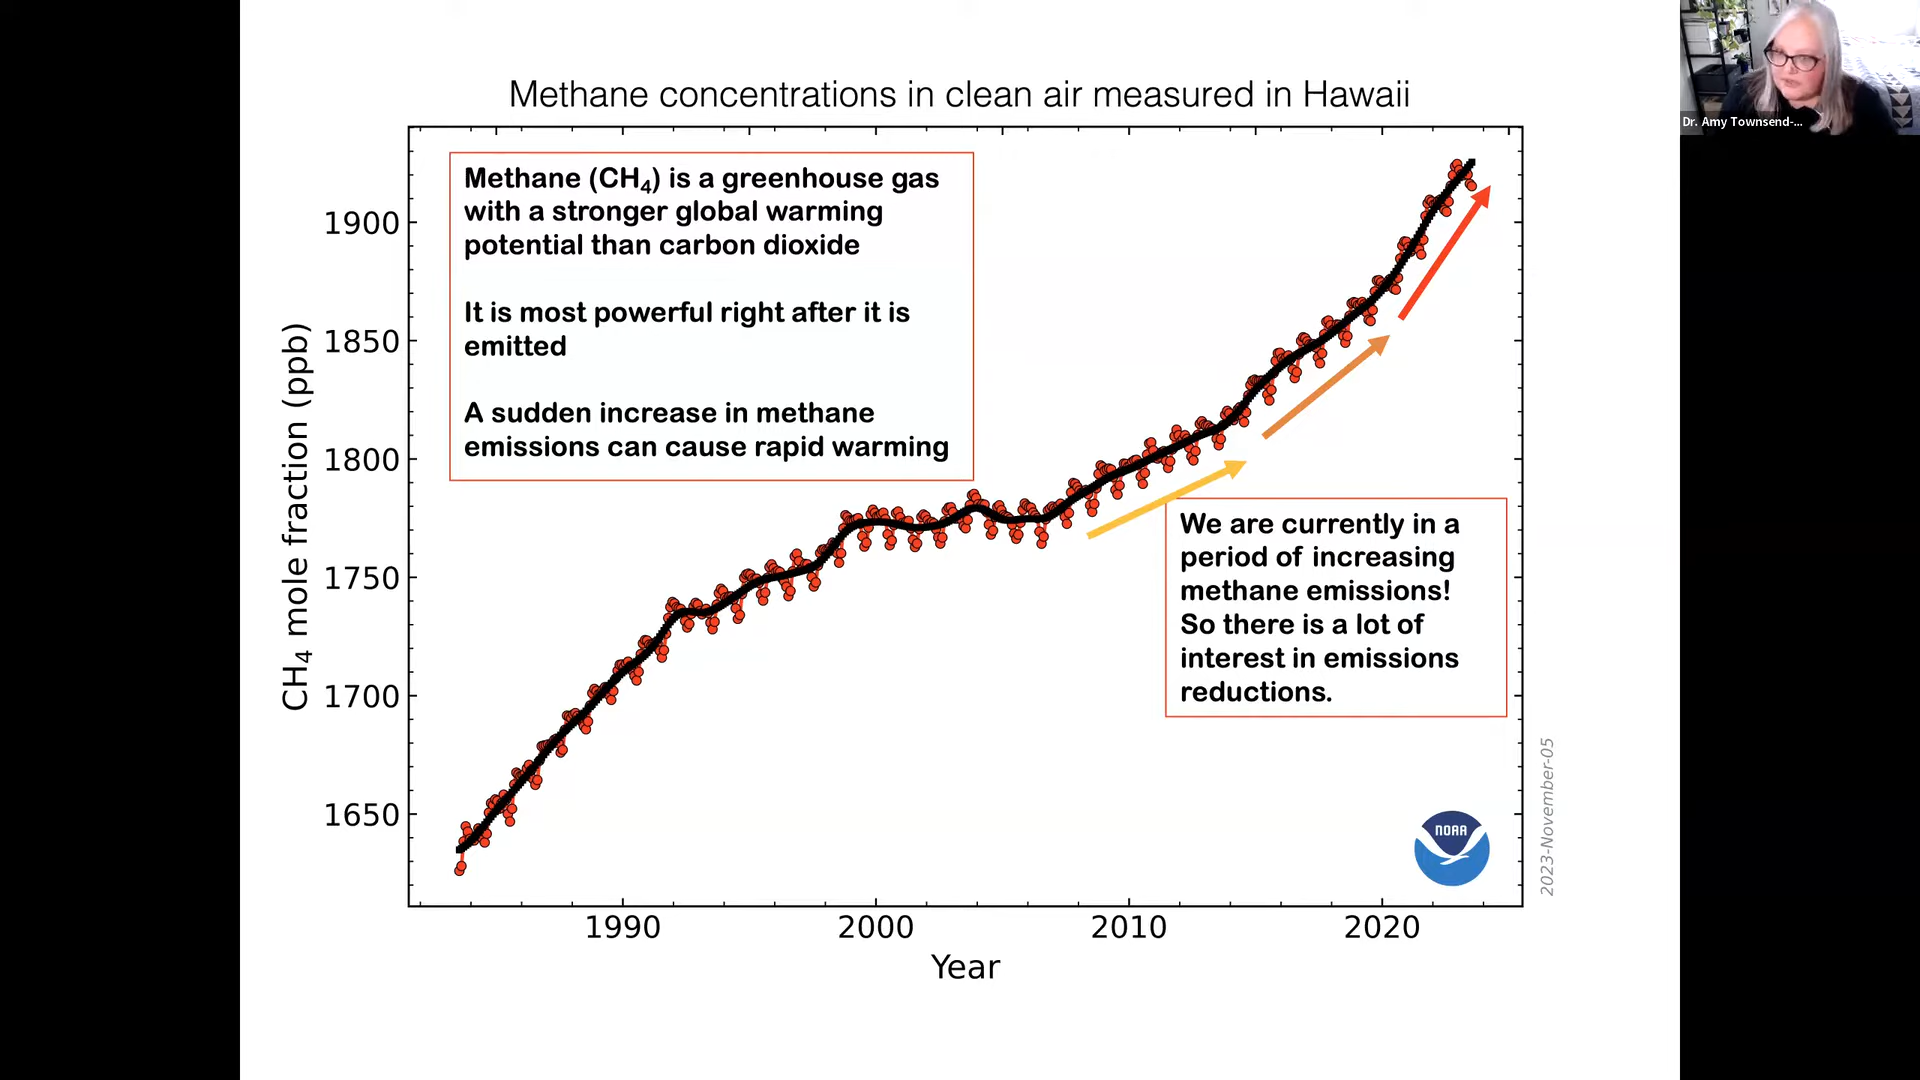 Methane concentrations in clean air measured in Hawaii
Dr. Amy Townsend-...
Methane (CH₄) is a greenhouse gas
with a stronger global warming
potential than carbon dioxide
It is most powerful right after it is
emitted
A sudden increase in methane
emissions can cause rapid warming
We are currently in a
period of increasing
methane emissions!
So there is a lot of
interest in emissions
reductions.
CH₄ mole fraction (ppb)
1900
1850
1800
1750
1700
1650
NOAA
2023-November-05
1990 2000 2010 2020
Year